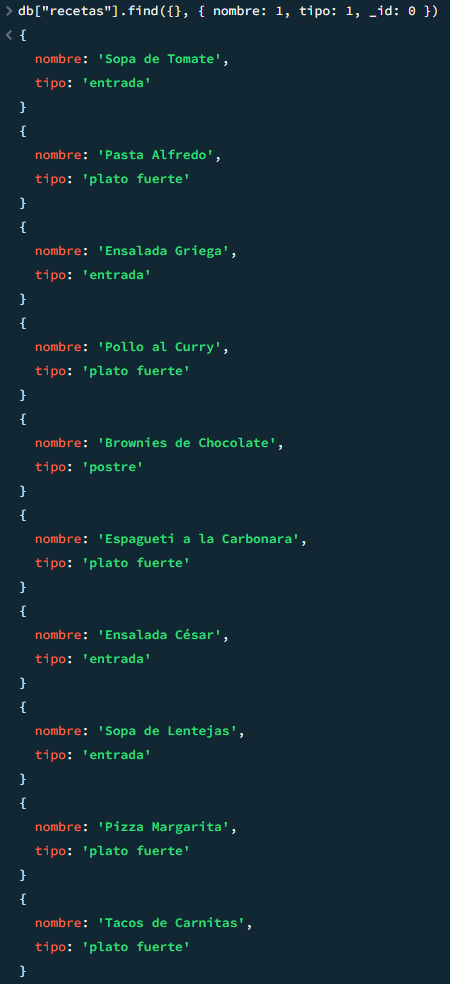 db["recetas"].find({}, { nombre: 1, tipo: 1, _id: 0 })
{
nombre: 'Sopa de Tomate',
tipo: 'entrada'
}
{
nombre: 'Pasta Alfredo',
tipo: 'plato fuerte'
}
{
nombre: 'Ensalada Griega',
tipo: 'entrada'
}
{
nombre: 'Pollo al Curry',
tipo: 'plato fuerte'
}
{
nombre: 'Brownies de Chocolate',
tipo: 'postre'
}
{
nombre: 'Espagueti a la Carbonara',
tipo: 'plato fuerte'
}
{
nombre: 'Ensalada César',
tipo: 'entrada'
}
{
nombre: 'Sopa de Lentejas',
tipo: 'entrada'
}
{
nombre: 'Pizza Margarita',
tipo: 'plato fuerte'
}
{
nombre: 'Tacos de Carnitas',
tipo: 'plato fuerte'
}